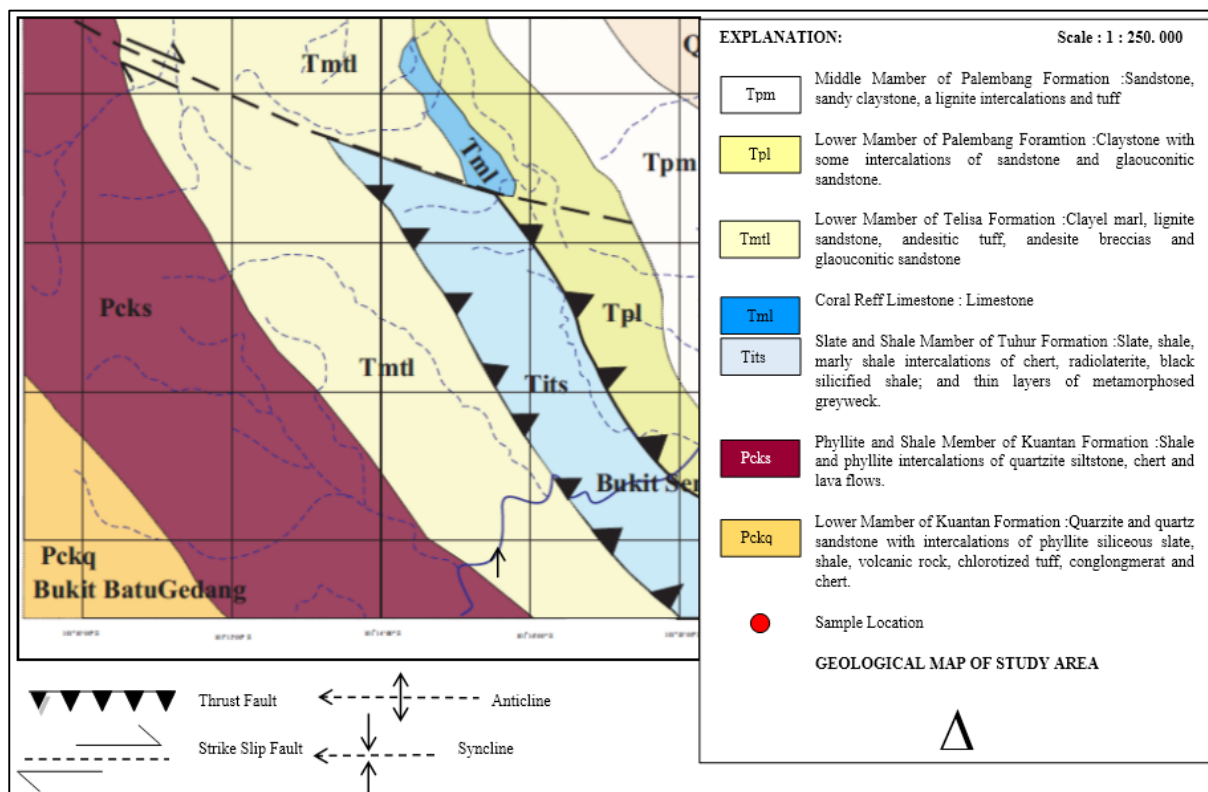 Tmtl
Q
Tml
Tpm
Pcks
Tpl
Tmtl
Tits
Bukit Ser
Pckq
Bukit BatuGedang
Thrust Fault
Anticline
Strike Slip Fault
Syncline
EXPLANATION: Scale : 1 : 250. 000
Tpm
Middle Mamber of Palembang Formation :Sandstone,
sandy claystone, a lignite intercalations and tuff
Tpl
Lower Mamber of Palembang Foramtion :Claystone with
some intercalations of sandstone and glaouconitic
sandstone.
Tmtl
Lower Mamber of Telisa Formation :Clayel marl, lignite
sandstone, andesitic tuff, andesite breccias and
glaouconitic sandstone
Tml
Coral Reff Limestone : Limestone
Tits
Slate and Shale Mamber of Tuhur Formation :Slate, shale,
marly shale intercalations of chert, radiolaterite, black
silicified shale; and thin layers of metamorphosed
greyweck.
Pcks
Phyllite and Shale Member of Kuantan Formation :Shale
and phyllite intercalations of quartzite siltstone, chert and
lava flows.
Pckq
Lower Mamber of Kuantan Formation :Quarzite and quartz
sandstone with intercalations of phyllite siliceous slate,
shale, volcanic rock, chlorotized tuff, conglongmerat and
chert.
Sample Location
GEOLOGICAL MAP OF STUDY AREA